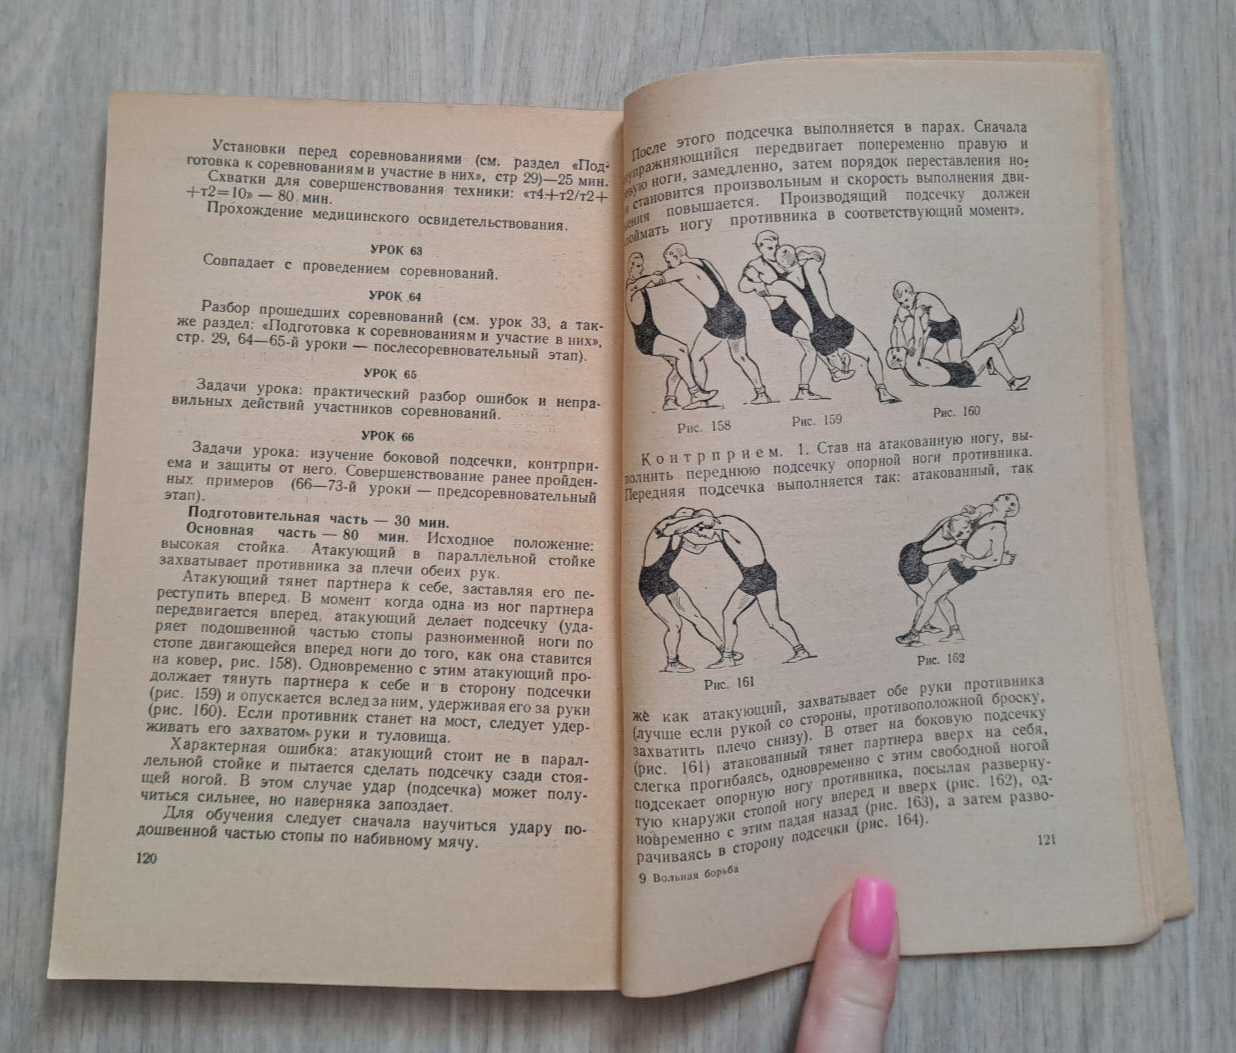 Установки перед соревнованиями (см. раздел «Под-
готовка к соревнованиям и участие в них», стр 29)—25 мин.
Схватки для совершенствования техники: «т4+т2/т2+
+т2=10» — 80 мин.
Прохождение медицинского освидетельствования.
УРОК 63
Совпадает с проведением соревнований.
УРОК 64
Разбор прошедших соревнований (см. урок 33, а так-
же раздел: «Подготовка к соревнованиям и участие в них»,
стр. 29, 64—65-й уроки — послесоревновательный этап).
УРОК 65
Задачи урока: практический разбор ошибок и непра-
вильных действий участников соревнований.
УРОК 66
Задачи урока: изучение боковой подсечки, контрпри-
ема и защиты от него. Совершенствование ранее пройден-
ных примеров (66—73-й уроки — предсоревновательный
этап).
Подготовительная часть — 30 мин.
Основная часть — 80 мин. Исходное положение:
высокая стойка. Атакующий в параллельной стойке
захватывает противника за плечи обеих рук.
Атакующий тянет партнера к себе, заставляя его пе-
реступить вперед. В момент когда одна из ног партнера
передвигается вперед, атакующий делает подсечку (уда-
ряет подошвенной частью стопы разноименной ноги по
стопе двигающейся вперед ноги до того, как она ставится
на ковер, рис. 158). Одновременно с этим атакующий про-
должает тянуть партнера к себе и в сторону подсечки
(рис. 159) и опускается вслед за ним, удерживая его за руки
(рис. 160). Если противник станет на мост, следует удер-
живать его захватом руки и туловища.
Характерная ошибка: атакующий стоит не в парал-
лельной стойке и пытается сделать подсечку сзади стоя-
щей ногой. В этом случае удар (подсечка) может полу-
читься сильнее, но наверняка запоздает.
Для обучения следует сначала научиться удару по-
дошвенной частью стопы по набивному мячу.
120
После этого подсечка выполняется в парах. Сначала
упражняющийся передвигает попеременно правую и
левую ноги, замедленно, затем порядок переставления но-
становится произвольным и скорость выполнения дви-
жения повышается. Производящий подсечку должен
поймать ногу противника в соответствующий момент».
Рис. 158
Рис. 159
Рис. 160
Контрприем. 1. Став на атакованную ногу, вы-
полнить переднюю подсечку опорной ноги противника.
Передняя подсечка выполняется так: атакованный, так
Рис. 161
Рис. 162
же как атакующий, захватывает обе руки противника
(лучше если рукой со стороны, противоположной броску,
захватить плечо снизу). В ответ на боковую подсечку
(рис. 161) атакованный тянет партнера вверх на себя,
слегка прогибаясь, одновременно с этим свободной ногой
подсекает опорную ногу противника, посылая разверну-
тую кнаружи стопой ногу вперед и вверх (рис. 162), од-
новременно с этим падая назад (рис. 163), а затем разво-
рачиваясь в сторону подсечки (рис. 164).
9 Вольная борьба
121